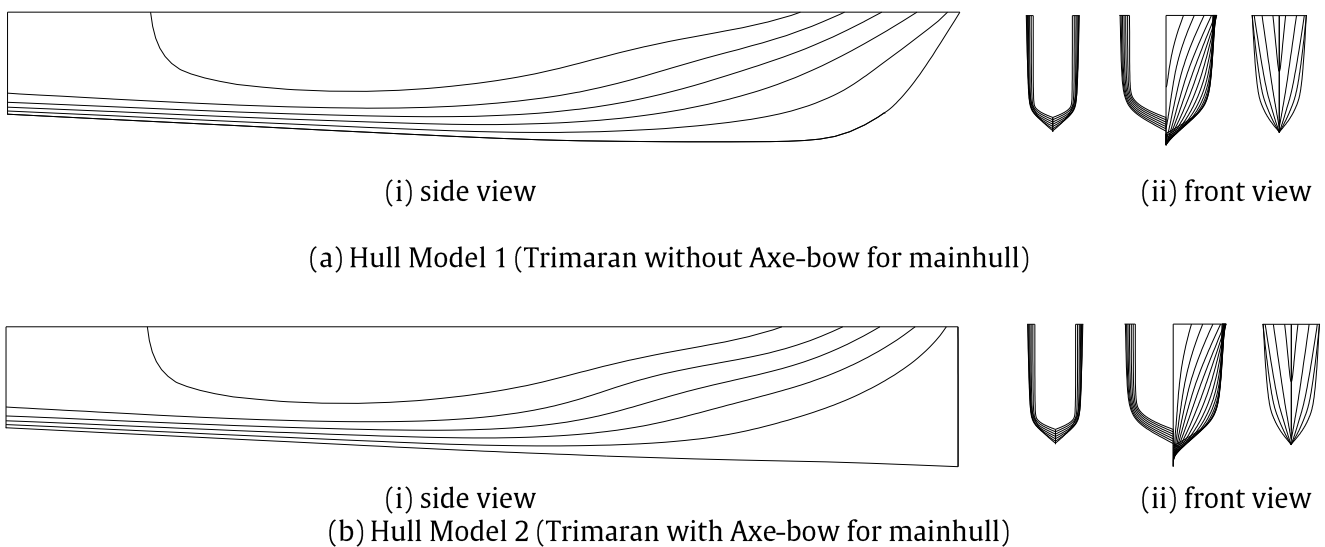 (i) side view
(ii) front view
(a) Hull Model 1 (Trimaran without Axe-bow for mainhull)
(i) side view
(ii) front view
(b) Hull Model 2 (Trimaran with Axe-bow for mainhull)